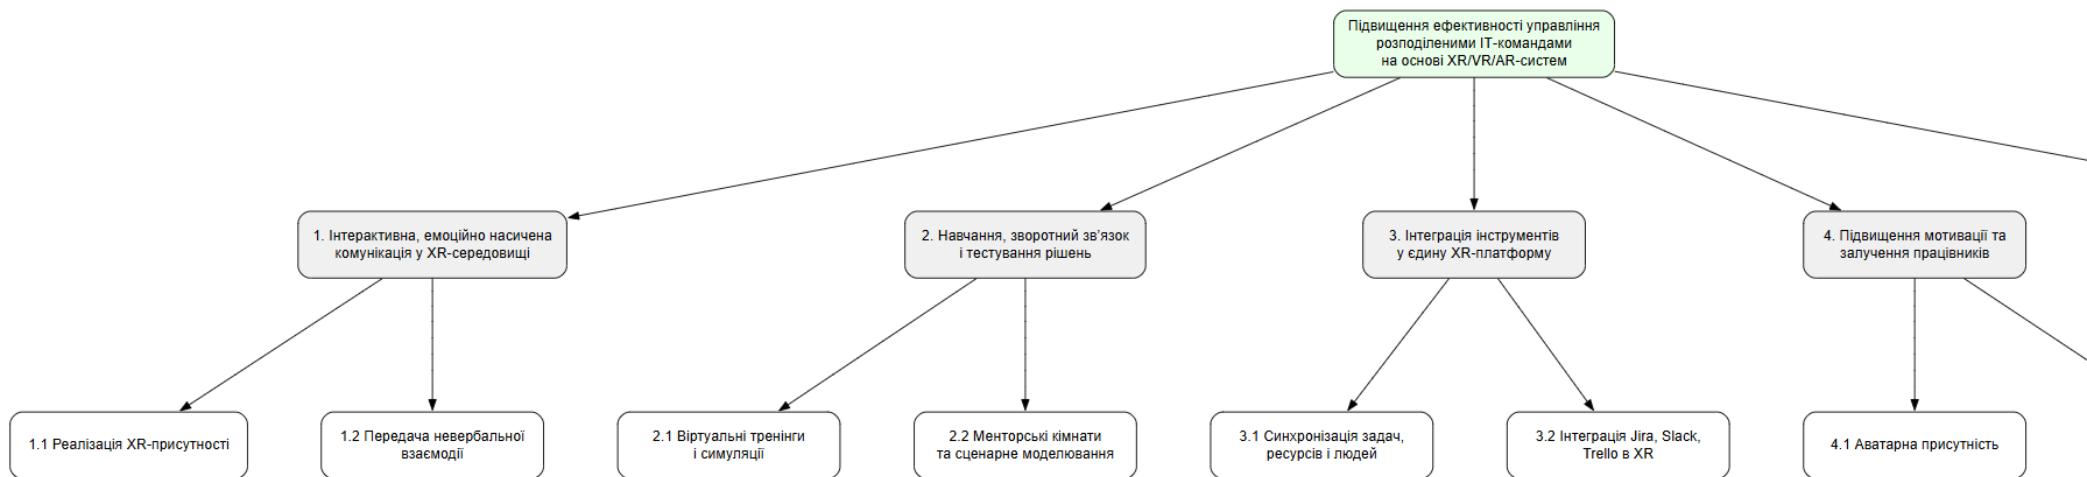 Підвищення ефективності управління
розподіленими ІТ-командами
на основі XR/VR/AR-систем
1. Інтерактивна, емоційно насичена
комунікація у XR-середовищі
2. Навчання, зворотний зв'язок
і тестування рішень
3. Інтеграція інструментів
у єдину XR-платформу
4. Підвищення мотивації та
залучення працівників
1.1 Реалізація XR-присутності
1.2 Передача невербальної
взаємодії
2.1 Віртуальні тренінги
і симуляції
2.2 Менторські кімнати
та сценарне моделювання
3.1 Синхронізація задач,
ресурсів і людей
3.2 Інтеграція Jira, Slack,
Trello в XR
4.1 Аватарна присутність